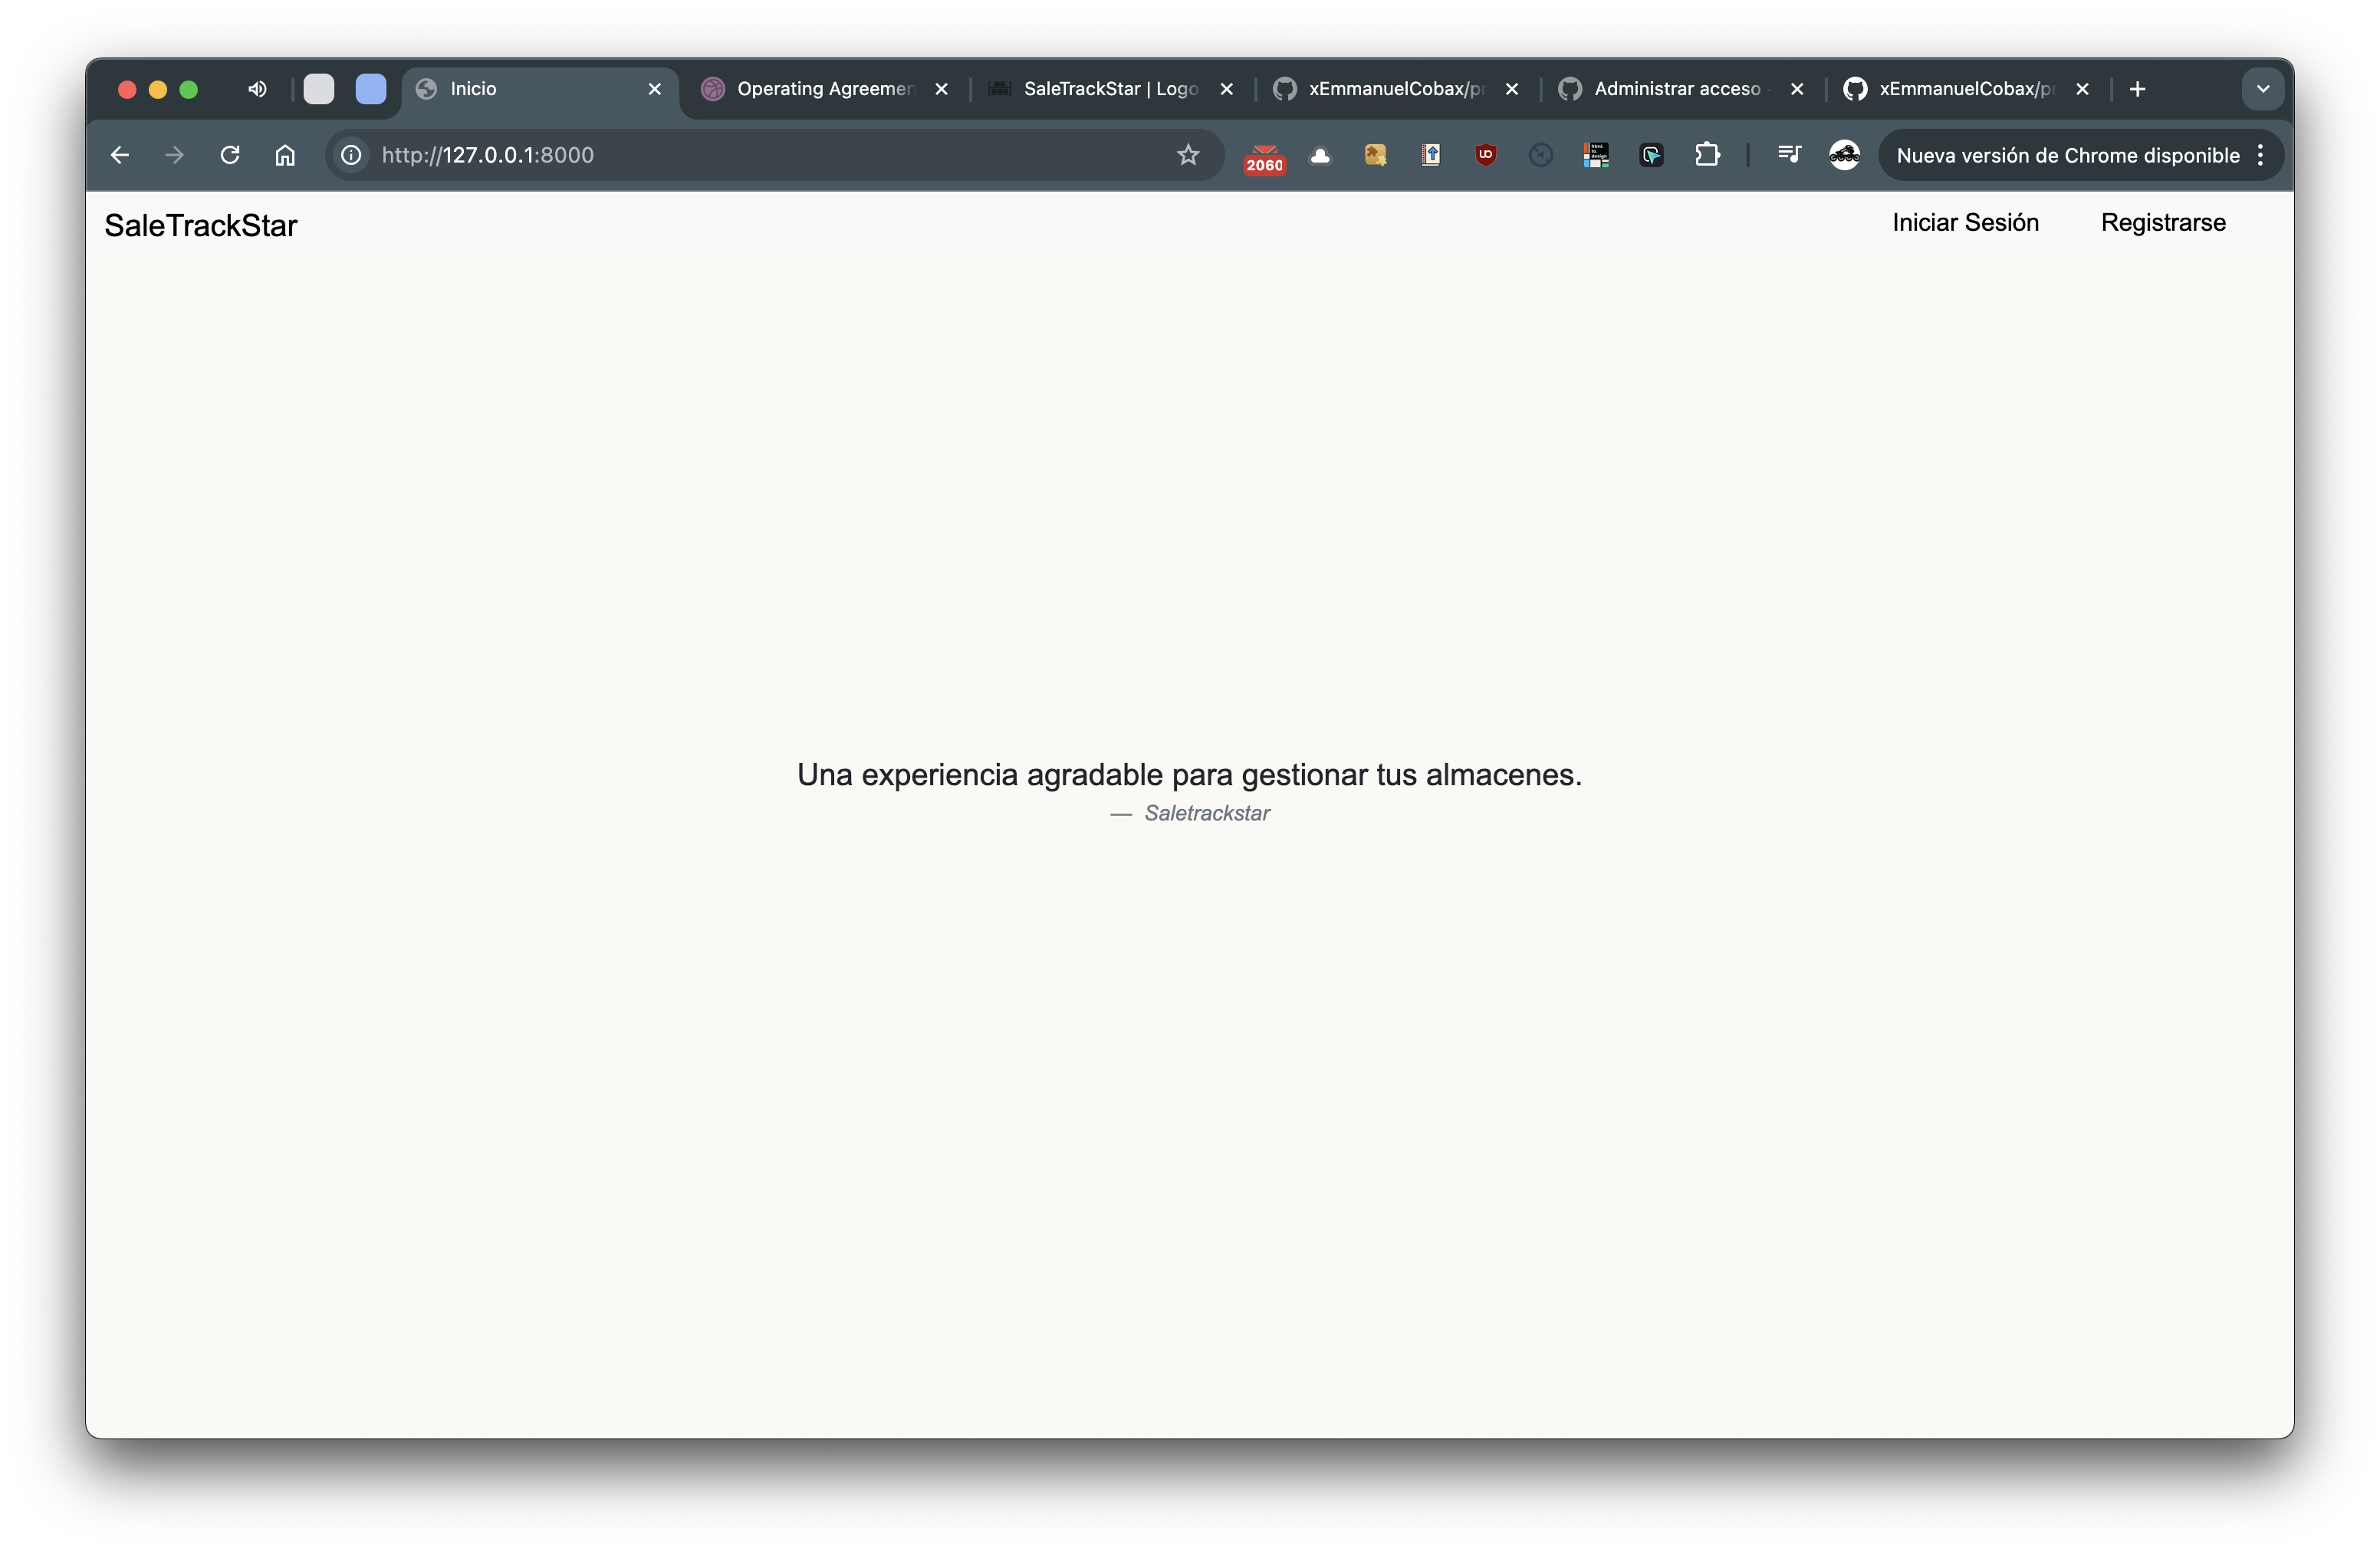 Inicio
Operating Agreemen
SaleTrackStar | Logo
xEmmanuelCobax/pr
Administrar acceso
xEmmanuelCobax/pr
http://127.0.0.1:8000
2060
Nueva versión de Chrome disponible
SaleTrackStar
Iniciar Sesión
Registrarse
Una experiencia agradable para gestionar tus almacenes.
— Saletrackstar